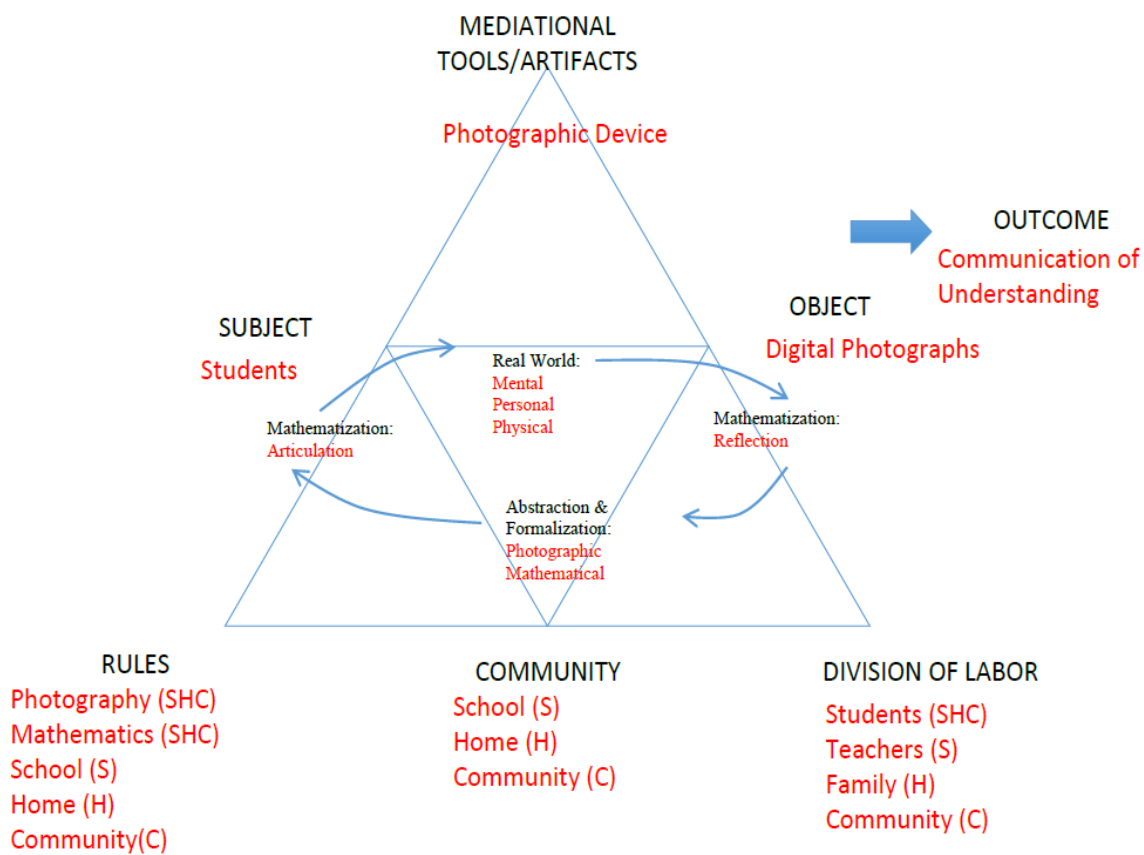 MEDIATIONAL
TOOLS/ARTIFACTS
Photographic Device
OUTCOME
Communication of
Understanding
OBJECT
Digital Photographs
SUBJECT
Students
Real World:
Mental
Personal
Physical
Mathematization:
Articulation
Mathematization:
Reflection
Abstraction &
Formalization:
Photographic
Mathematical
RULES
Photography (SHC)
Mathematics (SHC)
School (S)
Home (H)
Community(C)
COMMUNITY
School (S)
Home (H)
Community (C)
DIVISION OF LABOR
Students (SHC)
Teachers (S)
Family (H)
Community (C)